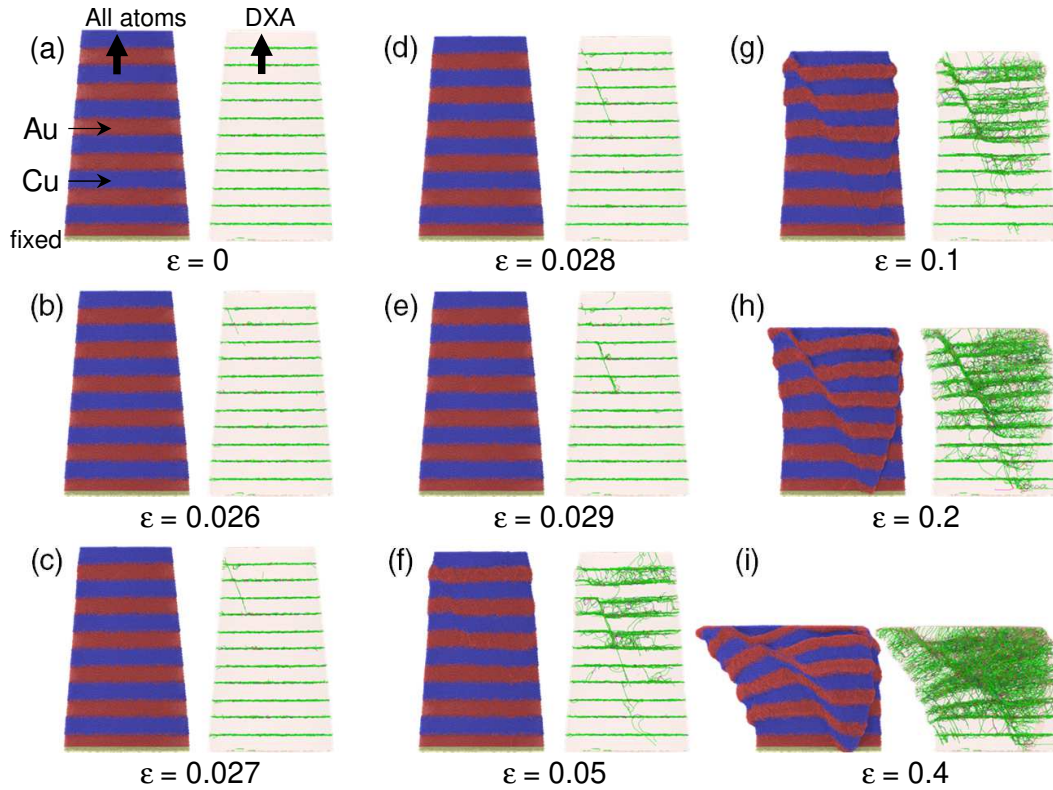 (a)
All atoms
DXA
Au
Cu
fixed
ε = 0
(b)
ε = 0.026
(c)
ε = 0.027
(d)
ε = 0.028
(e)
ε = 0.029
(f)
ε = 0.05
(g)
ε = 0.1
(h)
ε = 0.2
(i)
ε = 0.4